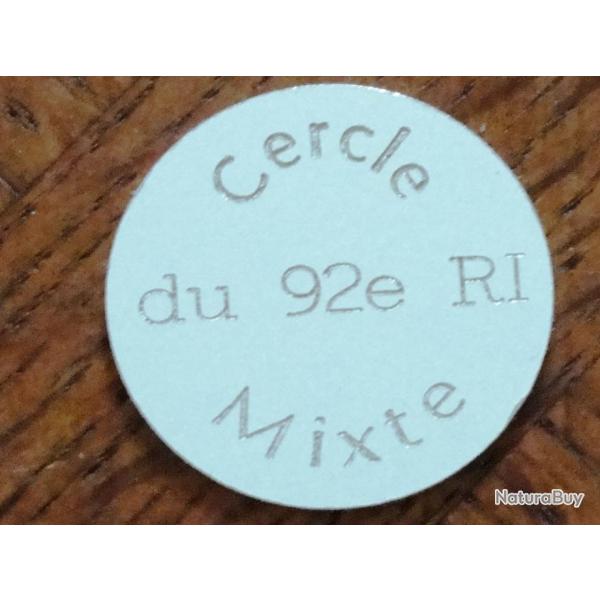 Cercle
du 92e RI
Mixte
NaturaBuy